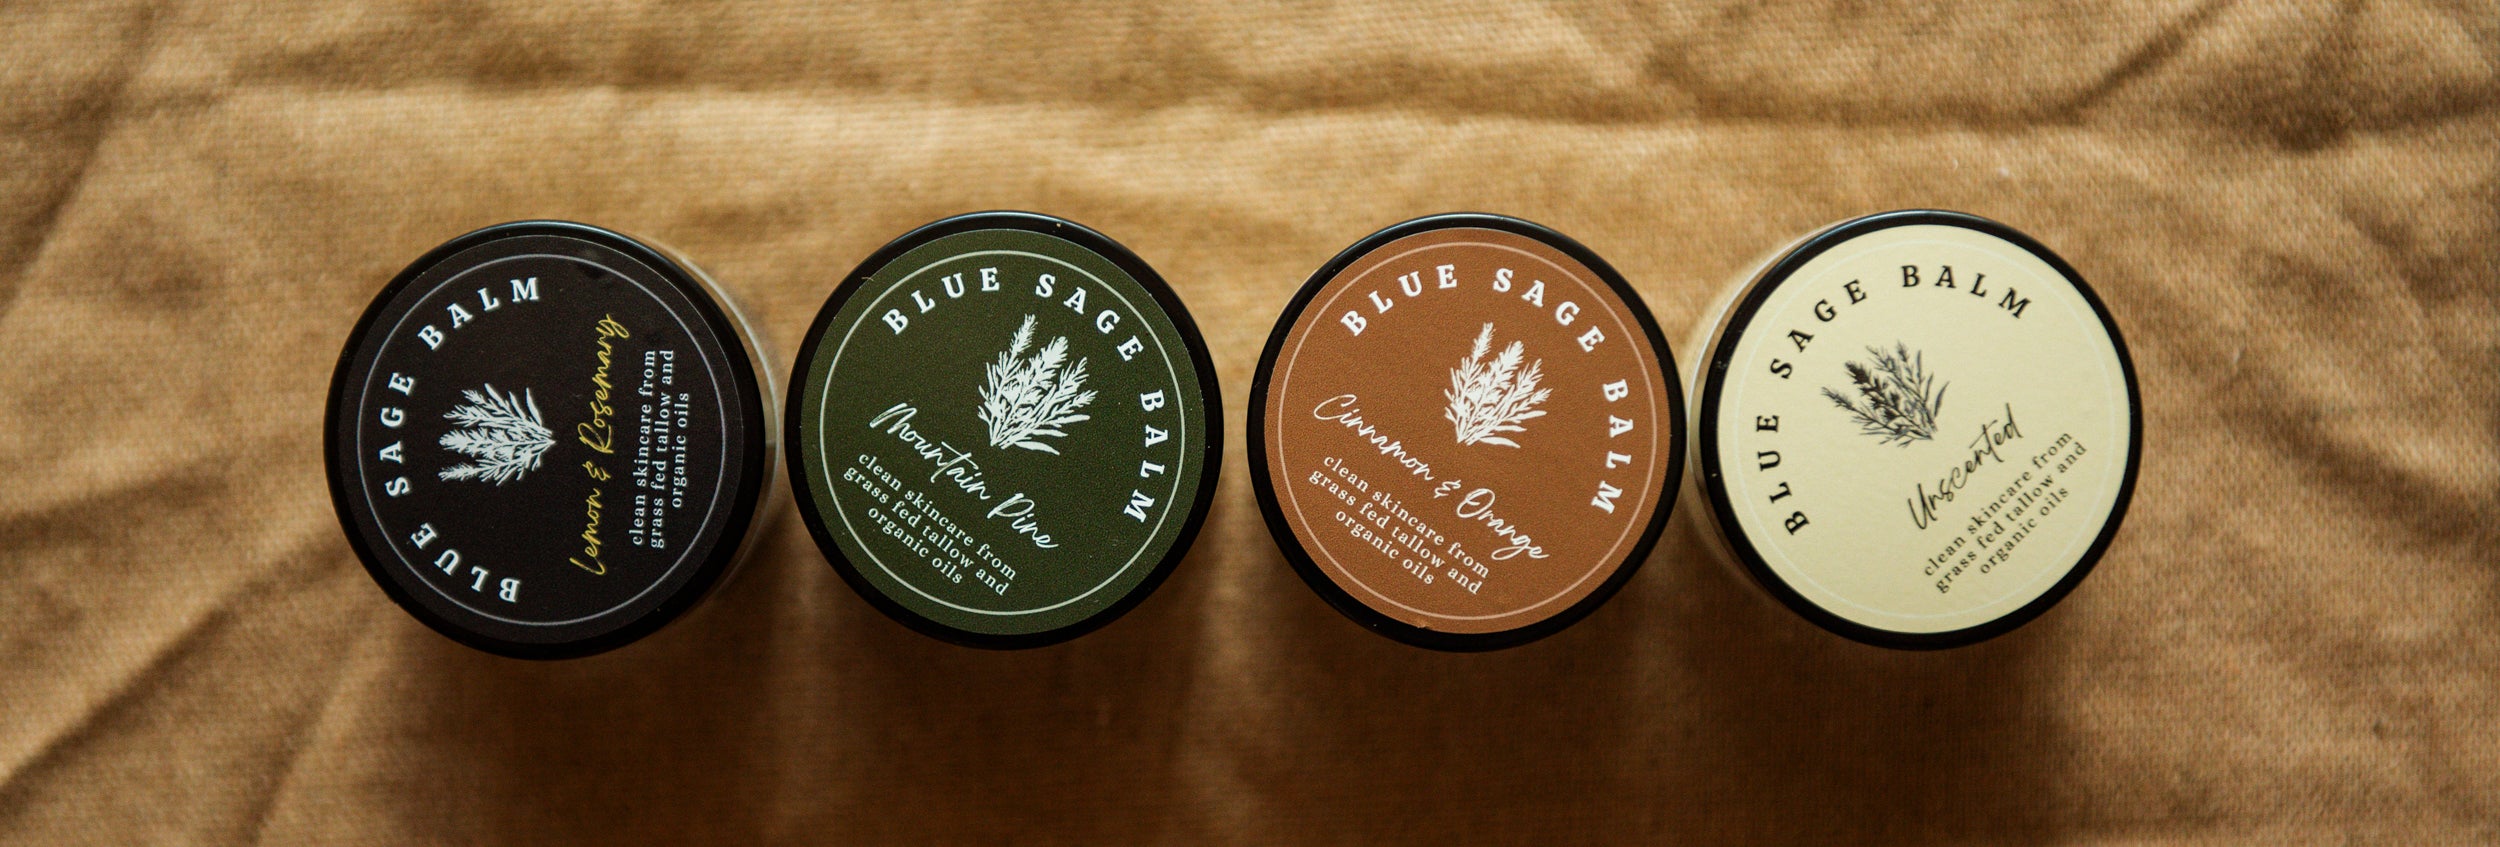 BLUE SAGE BALM
Lemon & Rosemary
clean skincare from
grass fed tallow and
organic oils
BLUE SAGE BALM
Mountain Pine
clean skincare from
grass fed tallow and
organic oils
BLUE SAGE BALM
Cinnamon & Orange
clean skincare from
grass fed tallow and
organic
oils
BLUE SAGE BALM
Unscented
clean skincare from
grass fed tallow and
organic oils